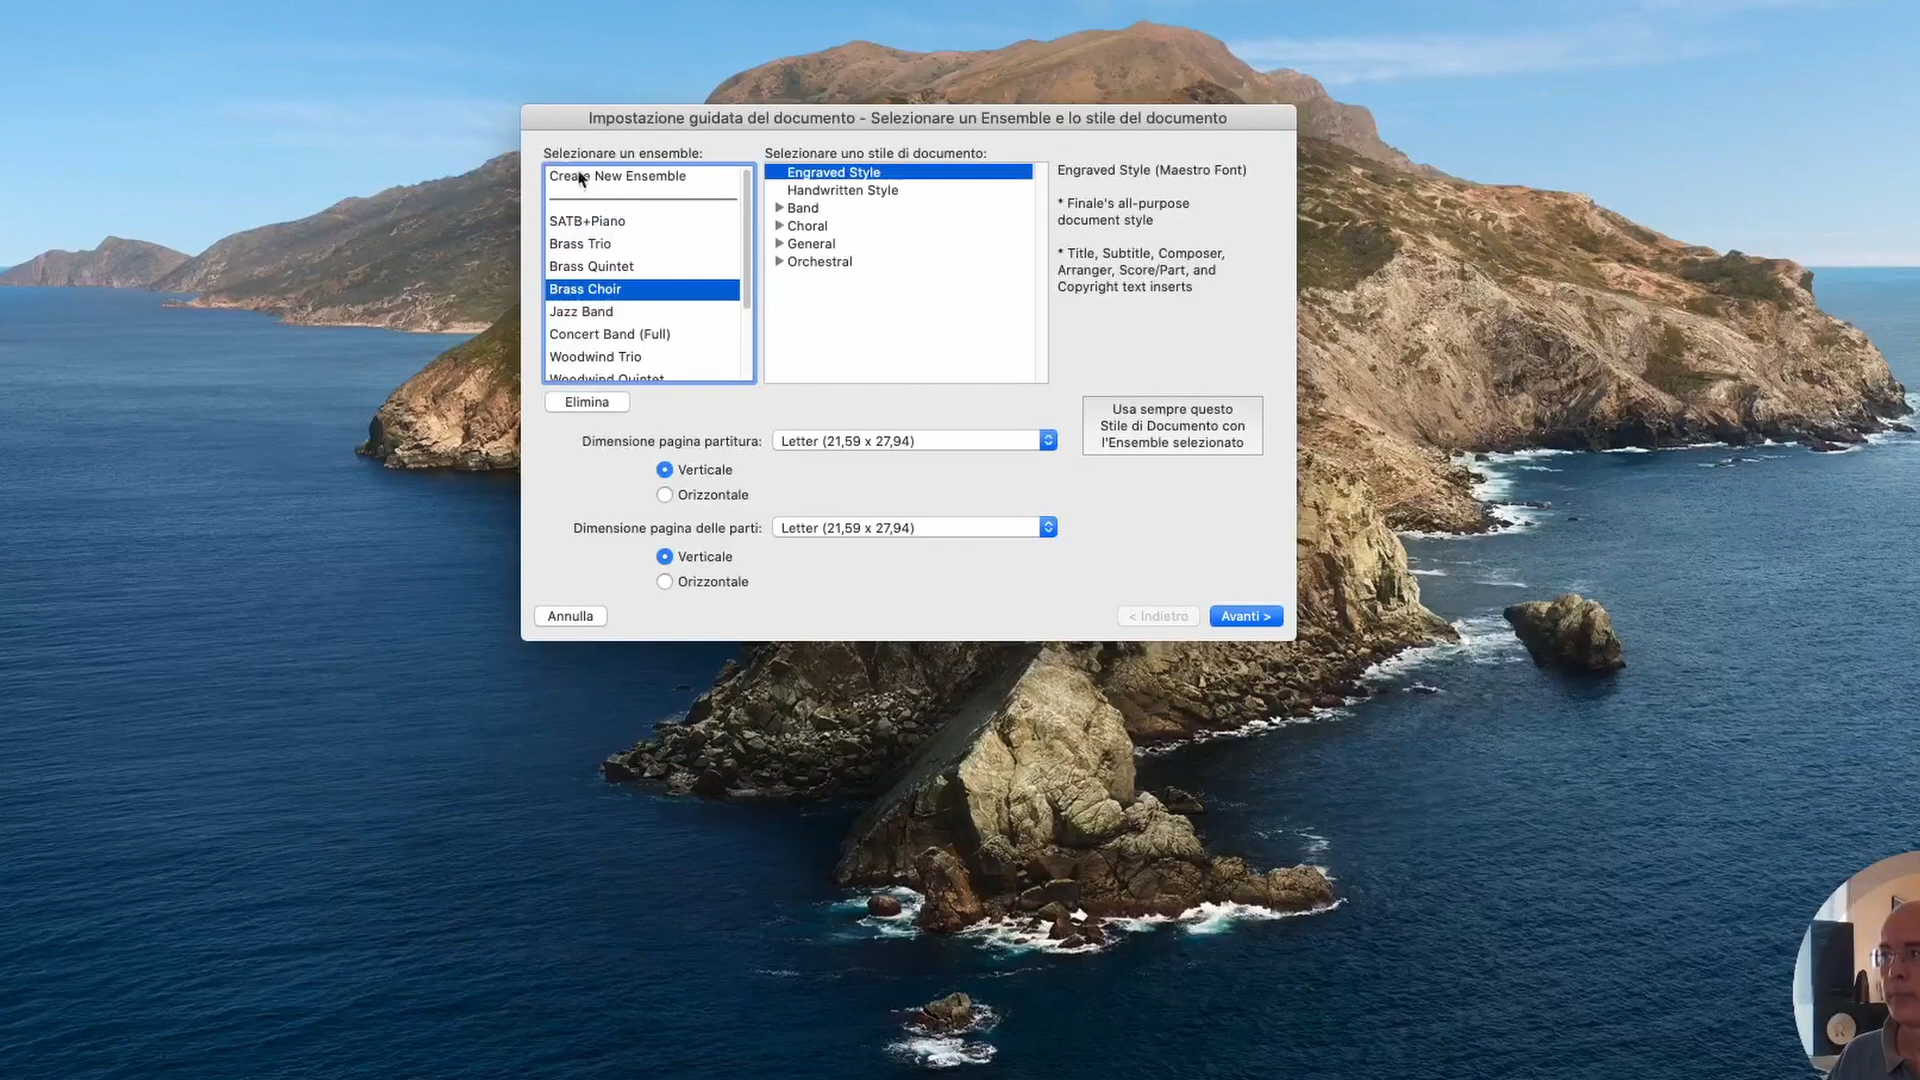 Impostazione guidata del documento - Selezionare un Ensemble e lo stile del documento
Selezionare un ensemble:
Create New Ensemble
SATB+Piano
Brass Trio
Brass Quintet
Brass Choir
Jazz Band
Concert Band (Full)
Woodwind Trio
Woodwind Quintet
Elimina
Selezionare uno stile di documento:
Engraved Style
Handwritten Style
Band
Choral
General
Orchestral
Engraved Style (Maestro Font)
* Finale's all-purpose
document style
* Title, Subtitle, Composer,
Arranger, Score/Part, and
Copyright text inserts
Usa sempre questo
Stile di Documento con
l'Ensemble selezionato
Dimensione pagina partitura:
Letter (21,59 x 27,94)
Verticale
Orizzontale
Dimensione pagina delle parti:
Letter (21,59 x 27,94)
Verticale
Orizzontale
Annulla
< Indietro
Avanti >